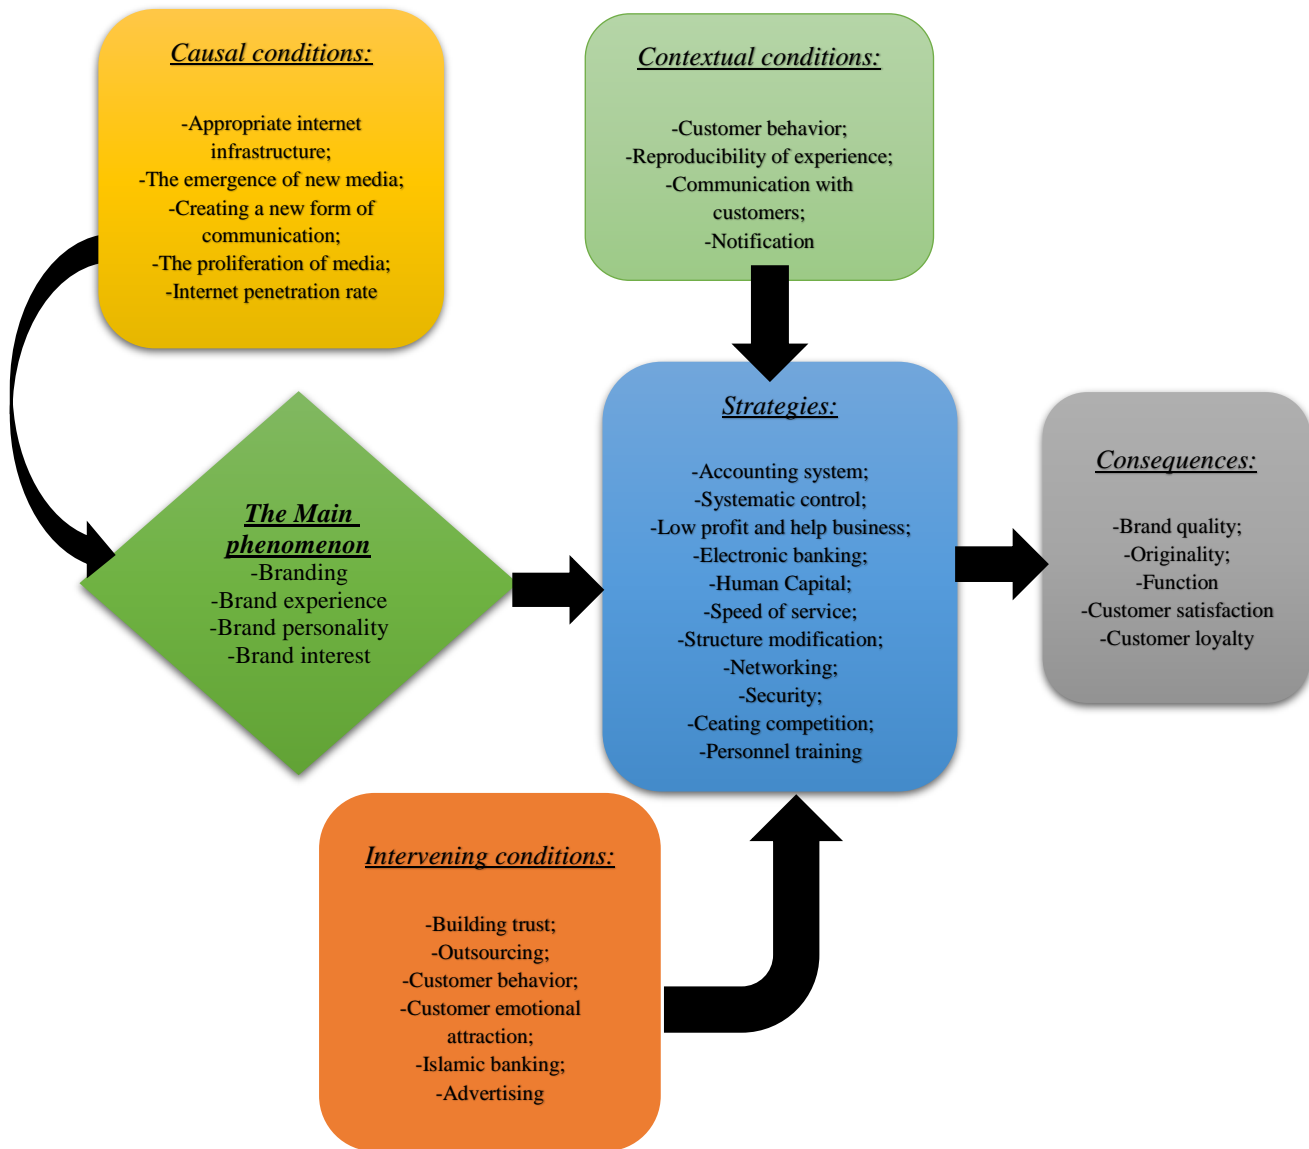 Causal conditions:
-Appropriate internet
infrastructure;
-The emergence of new media;
-Creating a new form of
communication;
-The proliferation of media;
-Internet penetration rate
Contextual conditions:
-Customer behavior;
-Reproducibility of experience;
-Communication with
customers;
-Notification
The Main
phenomenon
-Branding
-Brand experience
-Brand personality
-Brand interest
Strategies:
-Accounting system;
-Systematic control;
-Low profit and help business;
-Electronic banking;
-Human Capital;
-Speed of service;
-Structure modification;
-Networking;
-Security;
-Ceating competition;
-Personnel training
Consequences:
-Brand quality;
-Originality;
-Function
-Customer satisfaction
-Customer loyalty
Intervening conditions:
-Building trust;
-Outsourcing;
-Customer behavior;
-Customer emotional
attraction;
-Islamic banking;
-Advertising